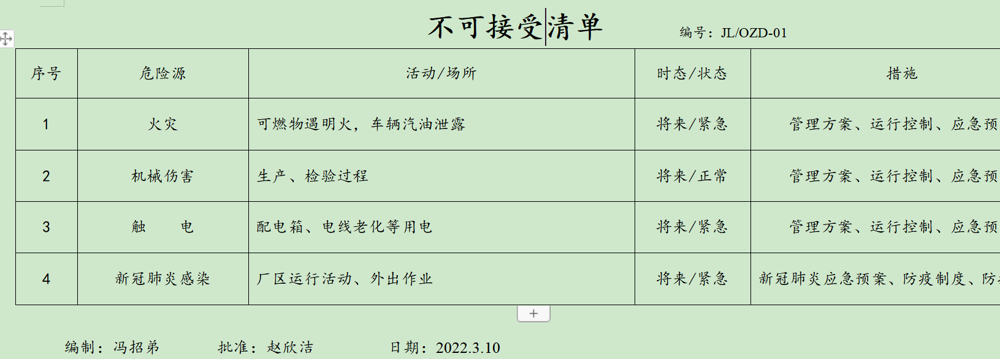 不可接受清单 编号：JL/OZD-01
序号 危险源 活动/场所 时态/状态 措施
1 火灾 可燃物遇明火，车辆汽油泄露 将来/紧急 管理方案、运行控制、应急预
2 机械伤害 生产、检验过程 将来/正常 管理方案、运行控制、应急预
3 触 电 配电箱、电线老化等用电 将来/紧急 管理方案、运行控制、应急预
4 新冠肺炎感染 厂区运行活动、外出作业 将来/紧急 新冠肺炎应急预案、防疫制度、防
编制：冯招弟 批准：赵欣洁 日期：2022.3.10